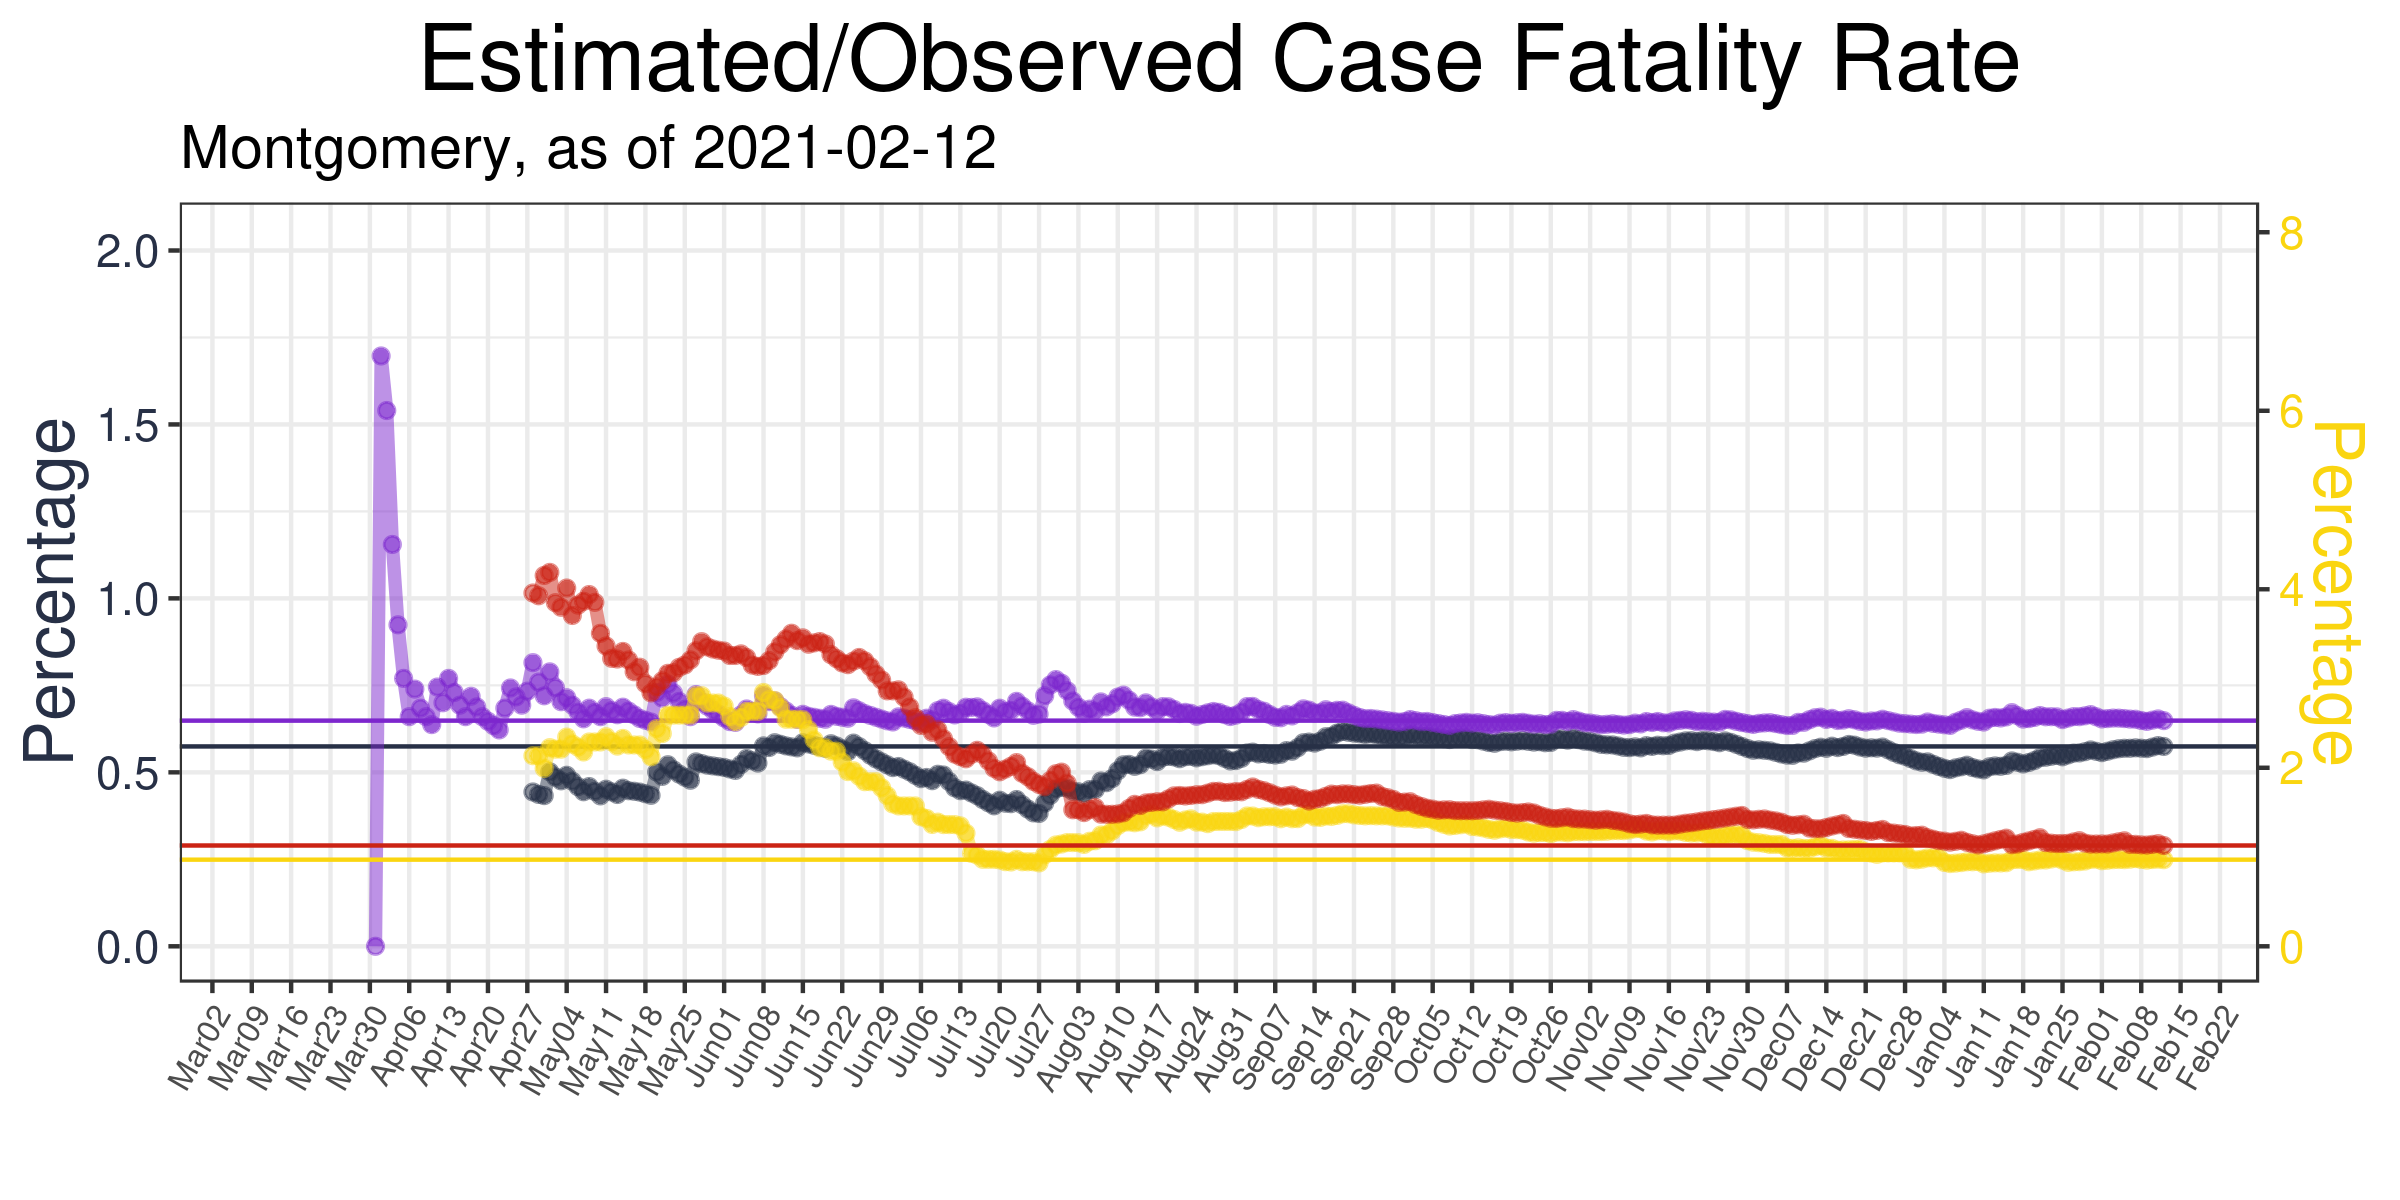 Estimated/Observed Case Fatality Rate
Montgomery, as of 2021-02-12
Percentage
2.0
1.5
1.0
0.5
0.0
8
6
4
2
0
Percentage
Mar02
Mar09
Mar16
Mar23
Mar30
Apr06
Apr13
Apr20
Apr27
May04
May11
May18
May25
Jun01
Jun08
Jun15
Jun22
Jun29
Jul06
Jul13
Jul20
Jul27
Aug03
Aug10
Aug17
Aug24
Aug31
Sep07
Sep14
Sep21
Sep28
Oct05
Oct12
Oct19
Oct26
Nov02
Nov09
Nov16
Nov23
Nov30
Dec07
Dec14
Dec21
Dec28
Jan04
Jan11
Jan18
Jan25
Feb01
Feb08
Feb15
Feb22